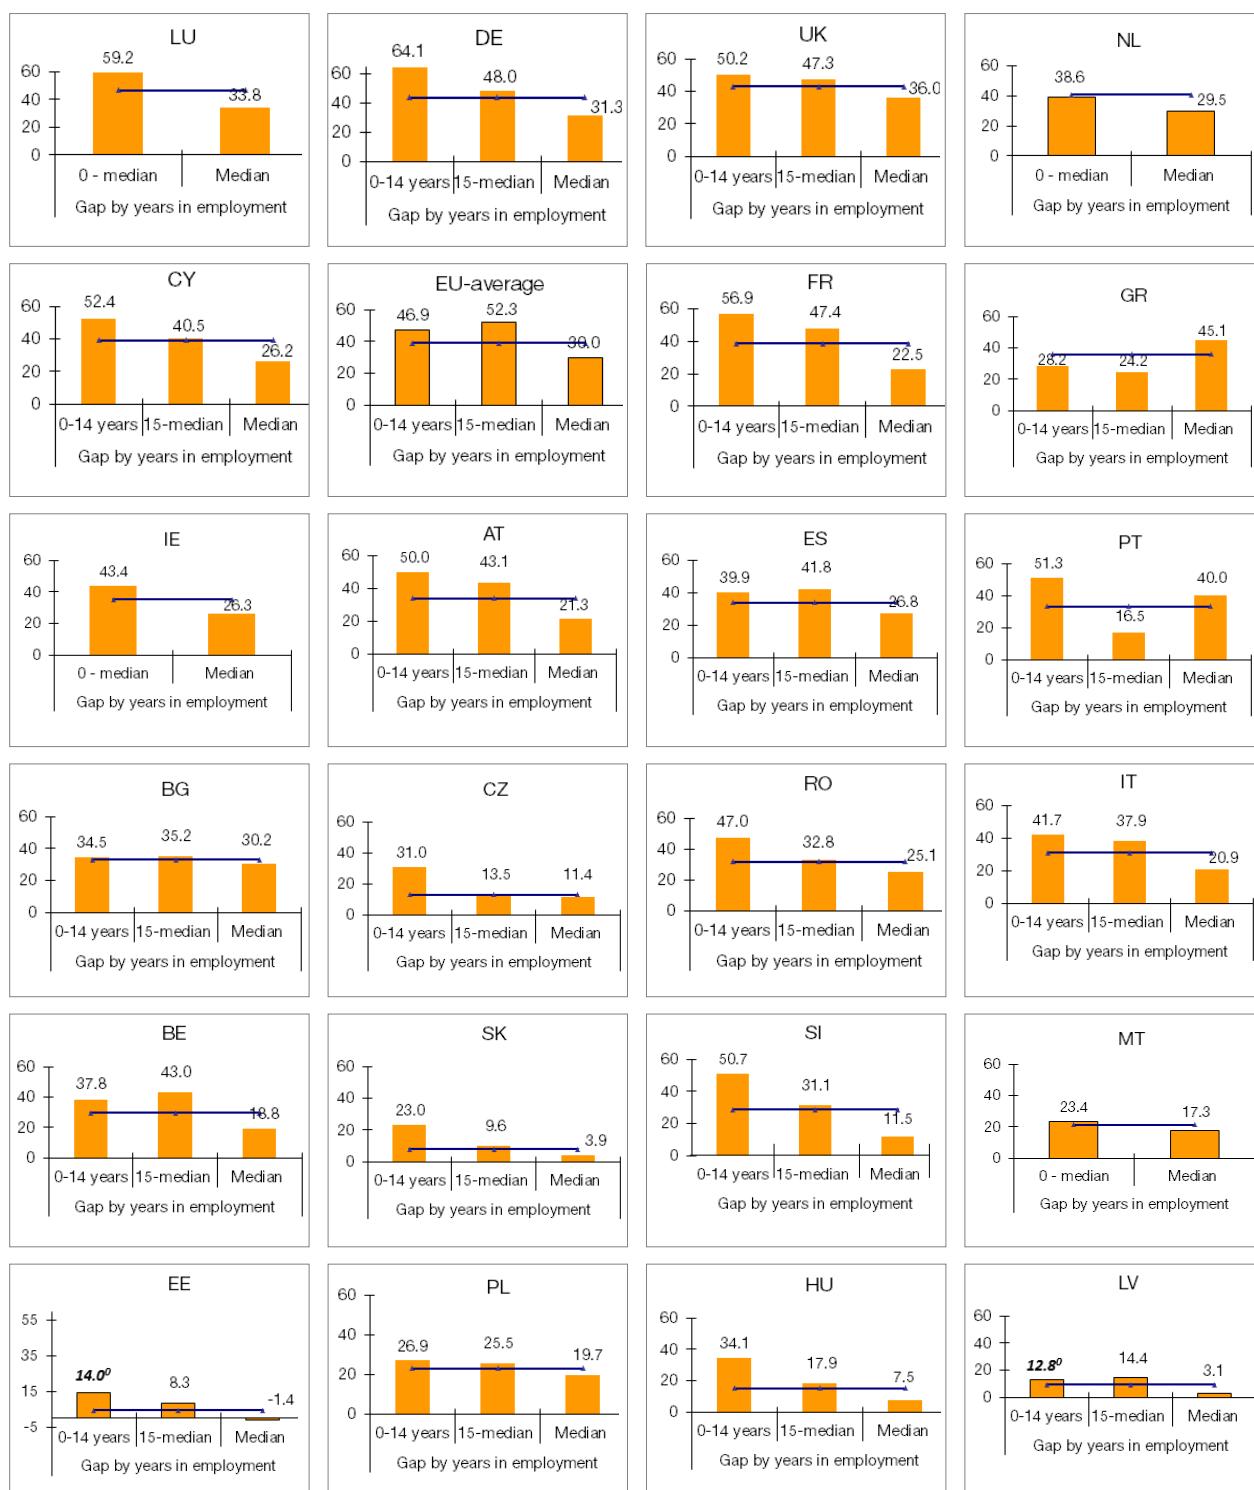 LU
59.2
60
40
33.8
20
0
0 - median
Median
Gap by years in employment
DE
64.1
60
48.0
40
31.3
20
0
0-14 years
15-median
Median
Gap by years in employment
UK
50.2
47.3
60
40
36.0
20
0
0-14 years
15-median
Median
Gap by years in employment
NL
60
38.6
40
29.5
20
0
0 - median
Median
Gap by years in employment
CY
52.4
60
40.5
40
26.2
20
0
0-14 years
15-median
Median
Gap by years in employment
EU-average
60
46.9
52.3
40
30.0
20
0
0-14 years
15-median
Median
Gap by years in employment
FR
56.9
60
47.4
40
22.5
20
0
0-14 years
15-median
Median
Gap by years in employment
GR
60
45.1
40
28.2
24.2
20
0
0-14 years
15-median
Median
Gap by years in employment
IE
60
43.4
40
26.3
20
0
0 - median
Median
Gap by years in employment
AT
60
50.0
43.1
40
21.3
20
0
0-14 years
15-median
Median
Gap by years in employment
ES
60
39.9
41.8
40
26.8
20
0
0-14 years
15-median
Median
Gap by years in employment
PT
60
51.3
40.0
40
16.5
20
0
0-14 years
15-median
Median
Gap by years in employment
BG
60
34.5
35.2
30.2
40
20
0
0-14 years
15-median
Median
Gap by years in employment
CZ
60
40
31.0
13.5
11.4
20
0
0-14 years
15-median
Median
Gap by years in employment
RO
60
47.0
32.8
25.1
40
20
0
0-14 years
15-median
Median
Gap by years in employment
IT
60
41.7
37.9
40
20.9
20
0
0-14 years
15-median
Median
Gap by years in employment
BE
60
37.8
43.0
40
18.8
20
0
0-14 years
15-median
Median
Gap by years in employment
SK
60
40
23.0
9.6
3.9
20
0
0-14 years
15-median
Median
Gap by years in employment
SI
60
50.7
31.1
40
11.5
20
0
0-14 years
15-median
Median
Gap by years in employment
MT
60
40
23.4
17.3
20
0
0 - median
Median
Gap by years in employment
EE
55
35
14.0⁰
8.3
-1.4
15
-5
0-14 years
15-median
Median
Gap by years in employment
PL
60
40
26.9
25.5
19.7
20
0
0-14 years
15-median
Median
Gap by years in employment
HU
60
34.1
40
17.9
7.5
20
0
0-14 years
15-median
Median
Gap by years in employment
LV
60
40
12.8⁰
14.4
3.1
20
0
0-14 years
15-median
Median
Gap by years in employment